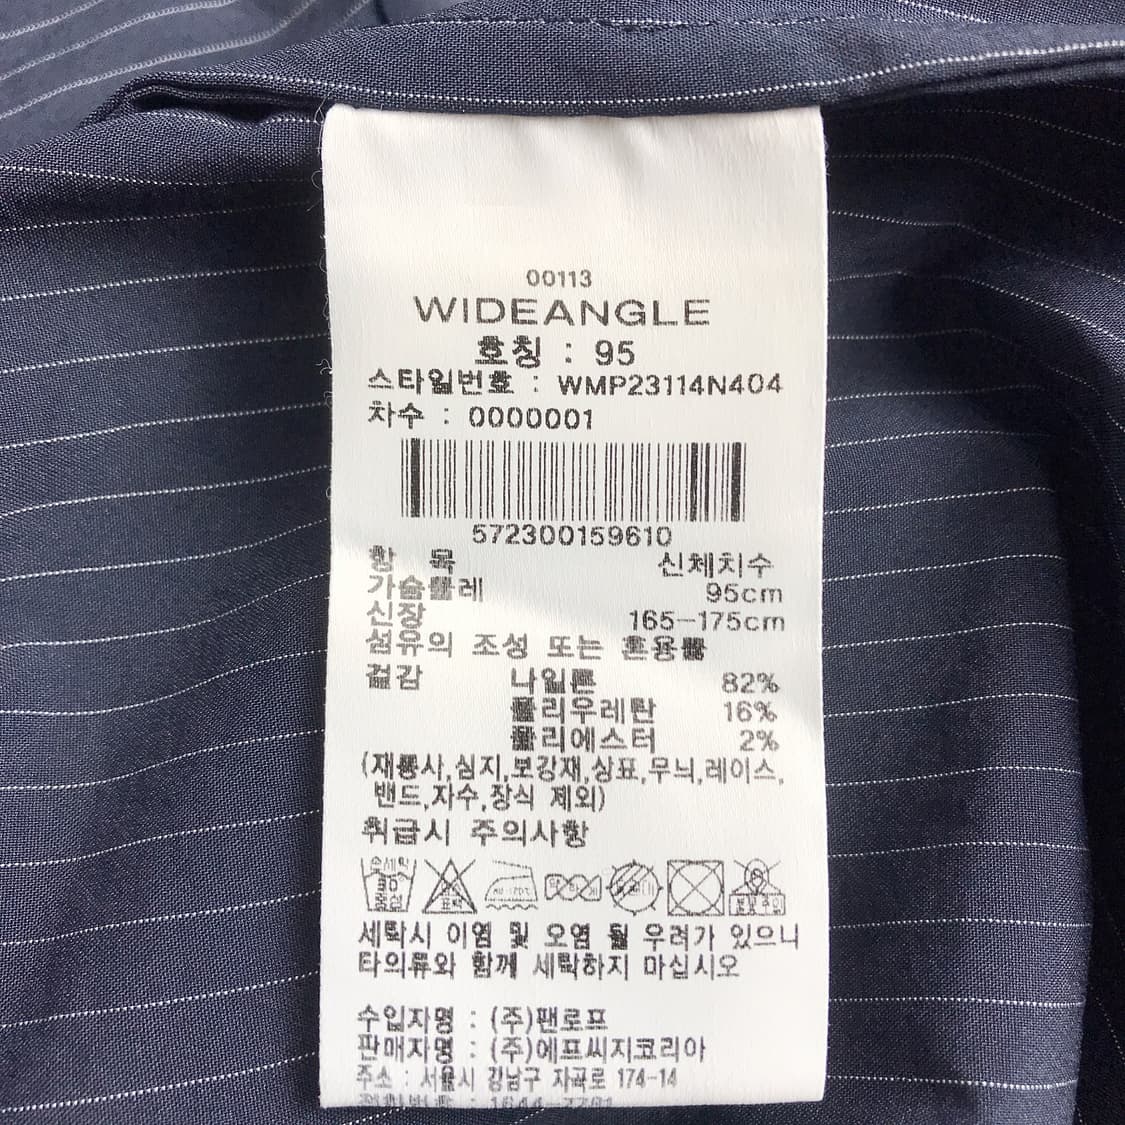 00113
WIDEANGLE
호칭 : 95
스타일번호 : WMP23114N404
차수 : 0000001
572300159610
항 목 신체치수
가슴둘레 95cm
신장 165-175cm
섬유의 조성 또는 혼용률
겉감 나일론 82%
폴리우레탄 16%
폴리에스터 2%
(재봉사,심지,보강재,상표,무늬,레이스,
밴드,자수,장식 제외)
취급시 주의사항
손세탁 30 중성
세탁시 이염 및 오염 될 우려가 있으니
타의류와 함께 세탁하지 마십시오
수입자명 : (주)팬로프
판매자명 : (주)에프씨지코리아
주소 : 서울시 강남구 자곡로 174-14